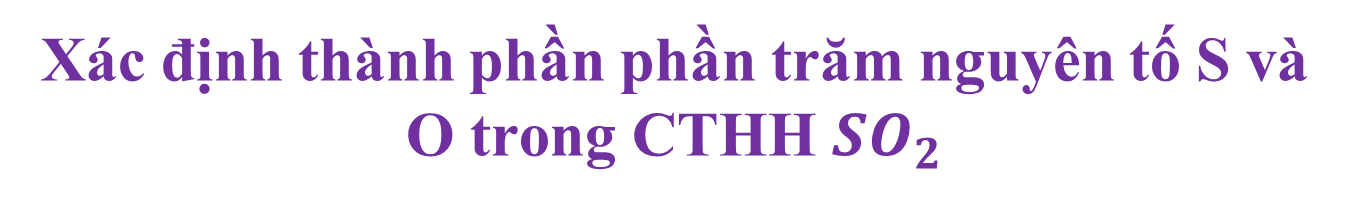 Xác định thành phần phần trăm nguyên tố S và
O trong CTHH 𝑺𝑶₂